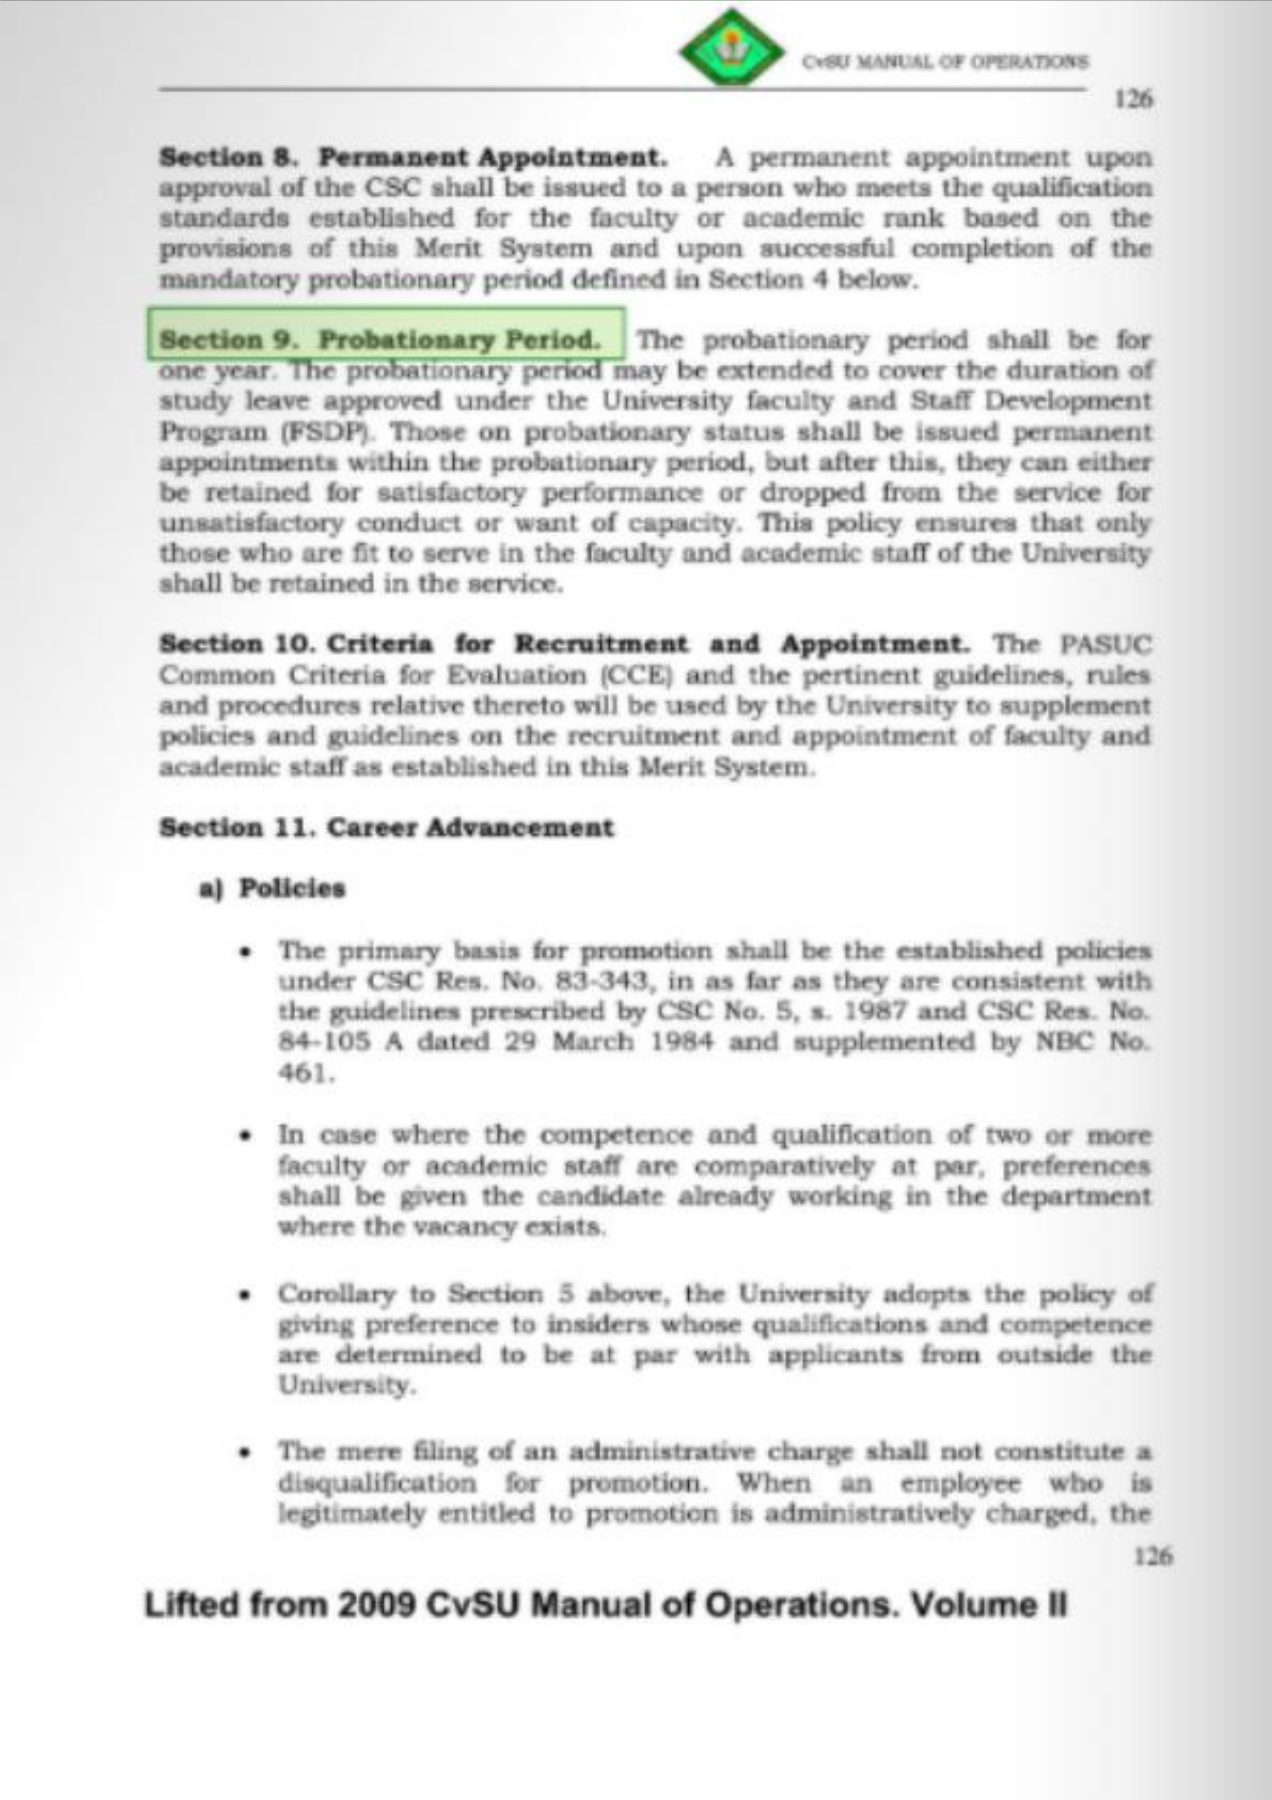 CvSU MANUAL OF OPERATIONS
126
Section 8. Permanent Appointment. A permanent appointment upon
approval of the CSC shall be issued to a person who meets the qualification
standards established for the faculty or academic rank based on the
provisions of this Merit System and upon successful completion of the
mandatory probationary period defined in Section 4 below.
Section 9. Probationary Period. The probationary period shall be for
one year. The probationary period may be extended to cover the duration of
study leave approved under the University faculty and Staff Development
Program (FSDP). Those on probationary status shall be issued permanent
appointments within the probationary period, but after this, they can either
be retained for satisfactory performance or dropped from the service for
unsatisfactory conduct or want of capacity. This policy ensures that only
those who are fit to serve in the faculty and academic staff of the University
shall be retained in the service.
Section 10. Criteria for Recruitment and Appointment. The PASUC
Common Criteria for Evaluation (CCE) and the pertinent guidelines, rules
and procedures relative thereto will be used by the University to supplement
policies and guidelines on the recruitment and appointment of faculty and
academic staff as established in this Merit System.
Section 11. Career Advancement
a) Policies
• The primary basis for promotion shall be the established policies
under CSC Res. No. 83-343, in as far as they are consistent with
the guidelines prescribed by CSC No. 5, s. 1987 and CSC Res. No.
84-105 A dated 29 March 1984 and supplemented by NBC No.
461.
• In case where the competence and qualification of two or more
faculty or academic staff are comparatively at par, preferences
shall be given the candidate already working in the department
where the vacancy exists.
• Corollary to Section 5 above, the University adopts the policy of
giving preference to insiders whose qualifications and competence
are determined to be at par with applicants from outside the
University.
• The mere filing of an administrative charge shall not constitute a
disqualification for promotion. When an employee who is
legitimately entitled to promotion is administratively charged, the
126
Lifted from 2009 CvSU Manual of Operations. Volume II